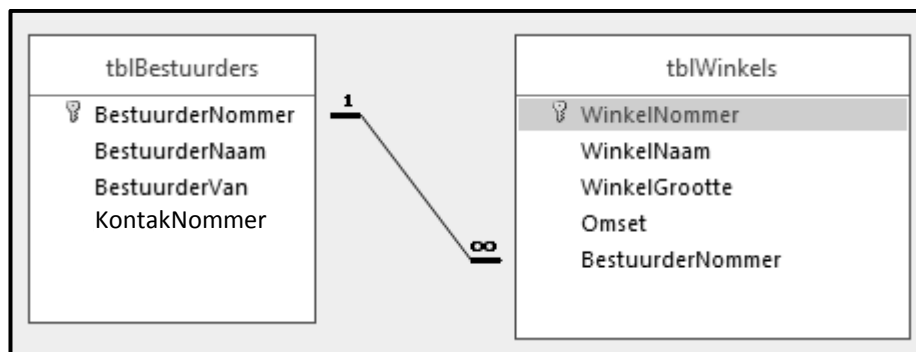 tblBestuurders
BestuurderNommer
BestuurderNaam
BestuurderVan
KontakNommer
1
∞
tblWinkels
WinkelNommer
WinkelNaam
WinkelGrootte
Omset
BestuurderNommer